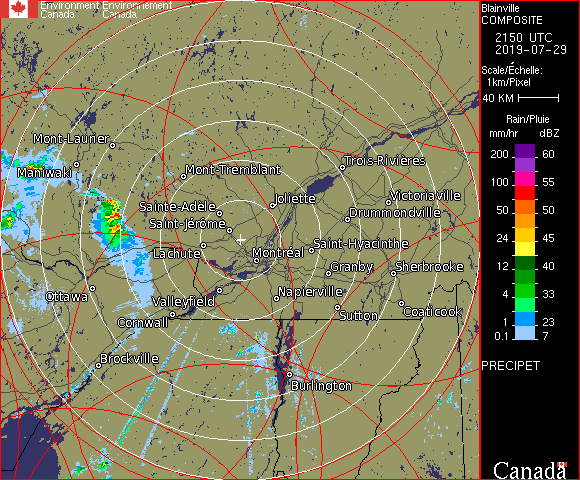 Environment Environnement
Canada Canada
Blainville
COMPOSITE
2150 UTC
2019-07-29
Scale/Échelle:
1km/Pixel
40 KM
Rain/Pluie
mm/hr dBZ
200 60
100 55
50 50
24 45
12 40
4 33
1 23
0.1 7
PRECIPET
Canada
Mont-Laurier
Maniwaki
Mont-Tremblant
Trois-Rivières
Sainte-Adèle
Joliette
Victoriaville
Saint-Jérôme
Drummondville
Lachute
Montréal
Saint-Hyacinthe
Granby
Sherbrooke
Ottawa
Valleyfield
Napierville
Cornwall
Sutton
Coaticook
Brockville
Burlington